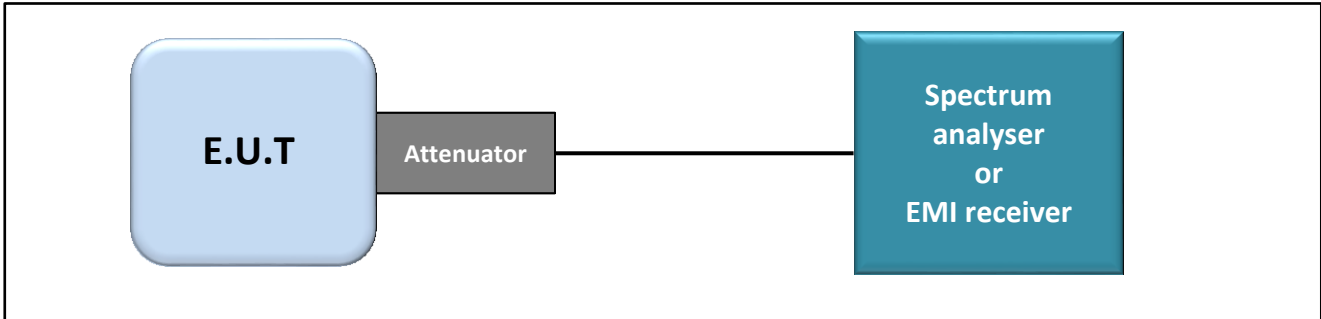 E.U.T
Attenuator
Spectrum
analyser
or
EMI receiver